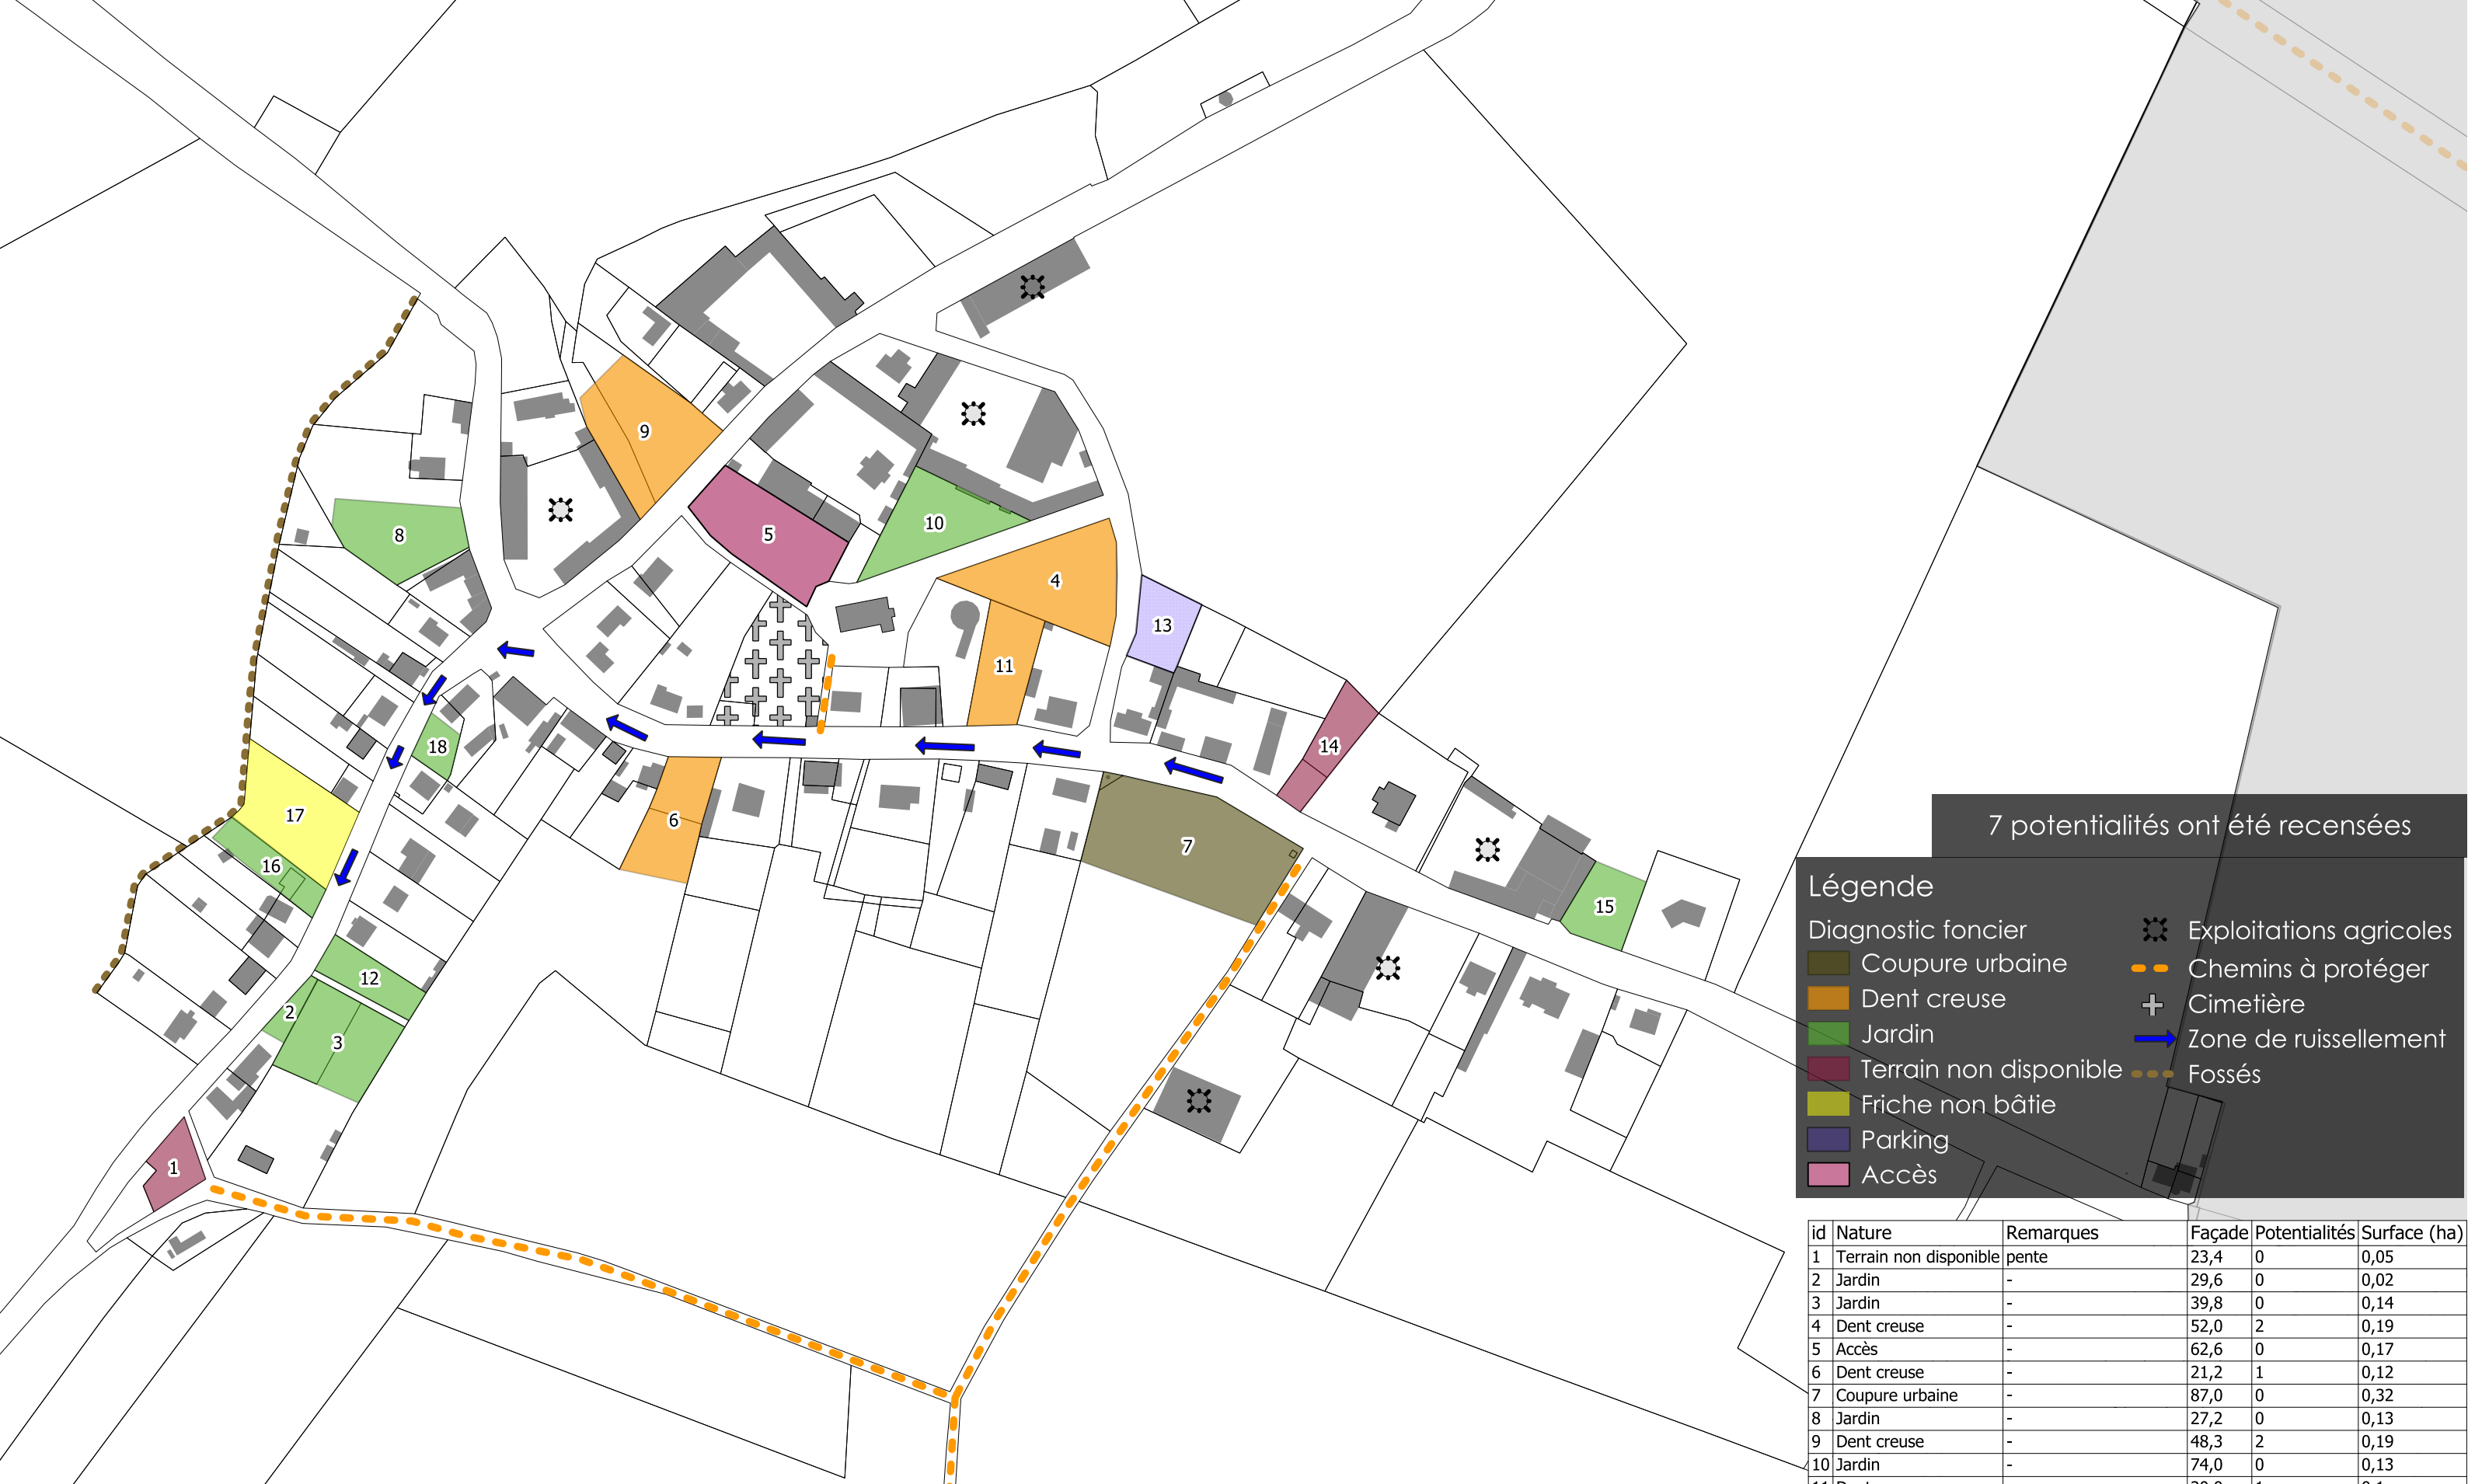 9
8
5
10
4
13
11
14
18
17
6
7
16
15
12
2
3
1
7 potentialités ont été recensées
Légende
Diagnostic foncier
Coupure urbaine
Dent creuse
Jardin
Terrain non disponible
Friche non bâtie
Parking
Accès
Exploitations agricoles
Chemins à protéger
Cimetière
Zone de ruissellement
Fossés
id Nature Remarques Façade Potentialités Surface (ha)
1 Terrain non disponible pente 23,4 0 0,05
2 Jardin - 29,6 0 0,02
3 Jardin - 39,8 0 0,14
4 Dent creuse - 52,0 2 0,19
5 Accès - 62,6 0 0,17
6 Dent creuse - 21,2 1 0,12
7 Coupure urbaine - 87,0 0 0,32
8 Jardin - 27,2 0 0,13
9 Dent creuse - 48,3 2 0,19
10 Jardin - 74,0 0 0,13